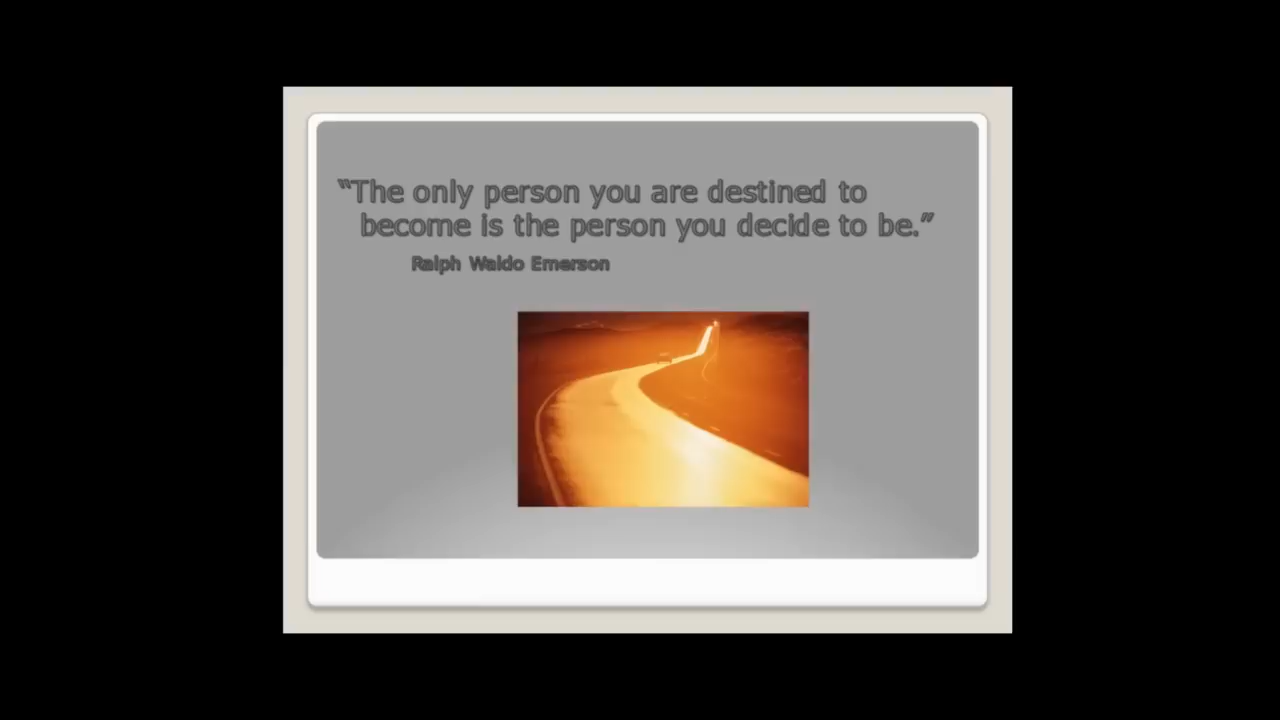 “The only person you are destined to
become is the person you decide to be.”
Ralph Waldo Emerson